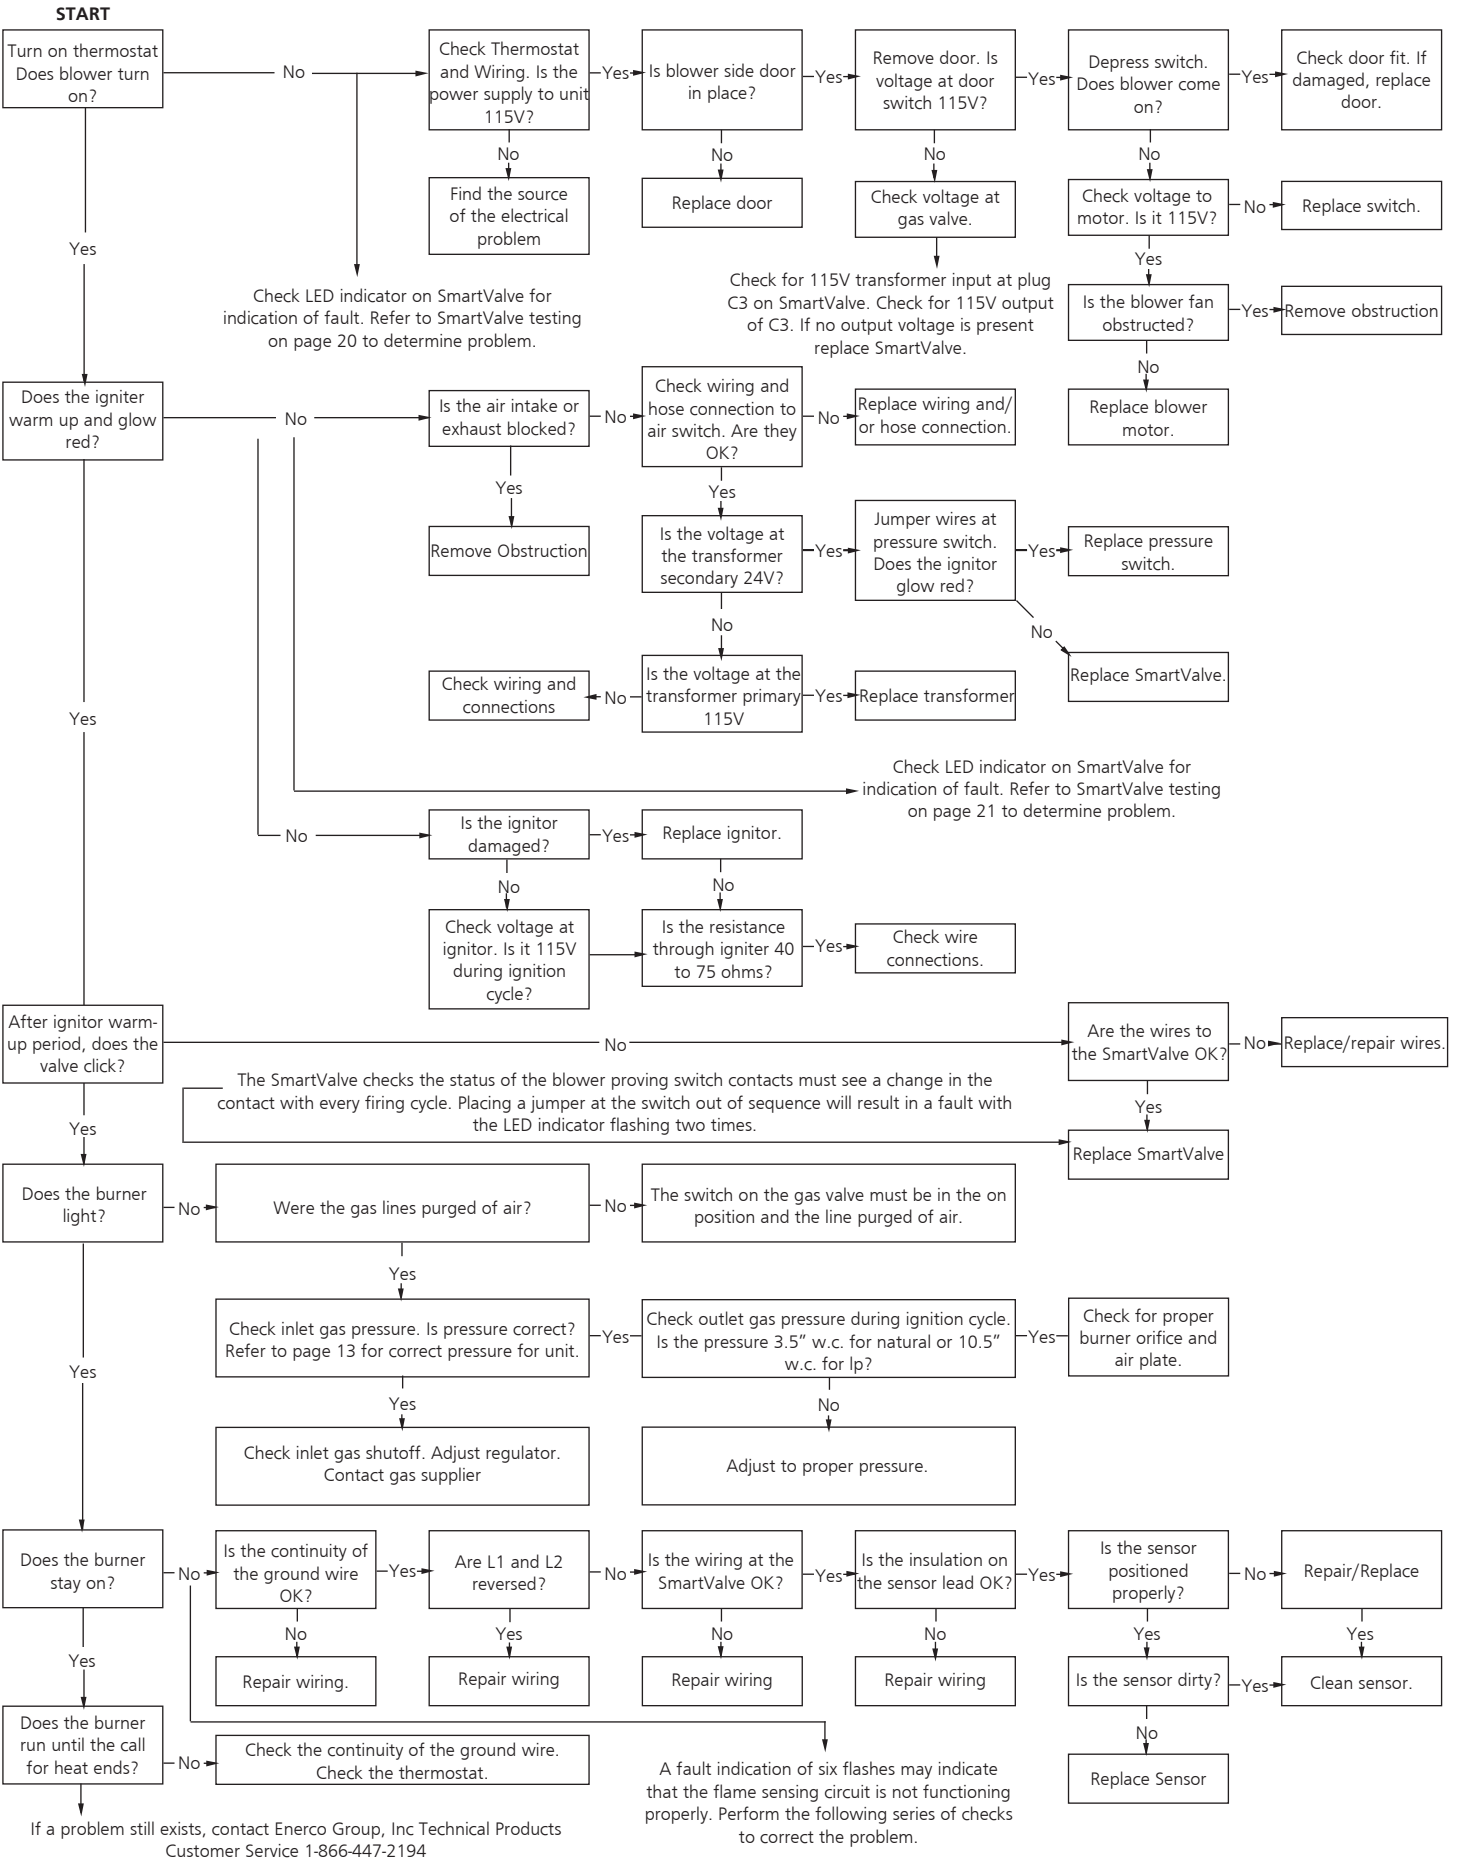 START
Turn on thermostat
Does blower turn
on?
No
Check Thermostat
and Wiring. Is the
power supply to unit
115V?
Yes
Is blower side door
in place?
Yes
Remove door. Is
voltage at door
switch 115V?
Yes
Depress switch.
Does blower come
on?
Yes
Check door fit. If
damaged, replace
door.
No
No
No
No
Find the source
of the electrical
problem
Replace door
Check voltage at
gas valve.
Check voltage to
motor. Is it 115V?
No
Replace switch.
Yes
Yes
Check LED indicator on SmartValve for
indication of fault. Refer to SmartValve testing
on page 20 to determine problem.
Check for 115V transformer input at plug
C3 on SmartValve. Check for 115V output
of C3. If no output voltage is present
replace SmartValve.
Is the blower fan
obstructed?
Yes
Remove obstruction
No
Replace blower
motor.
Does the igniter
warm up and glow
red?
No
Is the air intake or
exhaust blocked?
No
Check wiring and
hose connection to
air switch. Are they
OK?
No
Replace wiring and/
or hose connection.
Yes
Yes
Remove Obstruction
Is the voltage at
the transformer
secondary 24V?
Yes
Jumper wires at
pressure switch.
Does the ignitor
glow red?
Yes
Replace pressure
switch.
No
No
Replace SmartValve.
Check wiring and
connections
No
Is the voltage at the
transformer primary
115V
Yes
Replace transformer
Yes
Check LED indicator on SmartValve for
indication of fault. Refer to SmartValve testing
on page 21 to determine problem.
No
Is the ignitor
damaged?
Yes
Replace ignitor.
No
No
Check voltage at
ignitor. Is it 115V
during ignition
cycle?
Is the resistance
through igniter 40
to 75 ohms?
Yes
Check wire
connections.
After ignitor warm-
up period, does the
valve click?
No
Are the wires to
the SmartValve OK?
No
Replace/repair wires.
The SmartValve checks the status of the blower proving switch contacts must see a change in the
contact with every firing cycle. Placing a jumper at the switch out of sequence will result in a fault with
the LED indicator flashing two times.
Yes
Yes
Replace SmartValve
Does the burner
light?
No
Were the gas lines purged of air?
No
The switch on the gas valve must be in the on
position and the line purged of air.
Yes
Check inlet gas pressure. Is pressure correct?
Refer to page 13 for correct pressure for unit.
Yes
Check outlet gas pressure during ignition cycle.
Is the pressure 3.5” w.c. for natural or 10.5”
w.c. for lp?
Yes
Check for proper
burner orifice and
air plate.
Yes
Yes
No
Check inlet gas shutoff. Adjust regulator.
Contact gas supplier
Adjust to proper pressure.
Does the burner
stay on?
No
Is the continuity of
the ground wire
OK?
Yes
Are L1 and L2
reversed?
No
Is the wiring at the
SmartValve OK?
Yes
Is the insulation on
the sensor lead OK?
Yes
Is the sensor
positioned
properly?
No
Repair/Replace
Yes
No
Yes
No
No
Yes
Yes
Repair wiring.
Repair wiring
Repair wiring
Repair wiring
Is the sensor dirty?
Yes
Clean sensor.
Does the burner
run until the call
for heat ends?
No
Check the continuity of the ground wire.
Check the thermostat.
No
Replace Sensor
A fault indication of six flashes may indicate
that the flame sensing circuit is not functioning
properly. Perform the following series of checks
to correct the problem.
If a problem still exists, contact Enerco Group, Inc Technical Products
Customer Service 1-866-447-2194